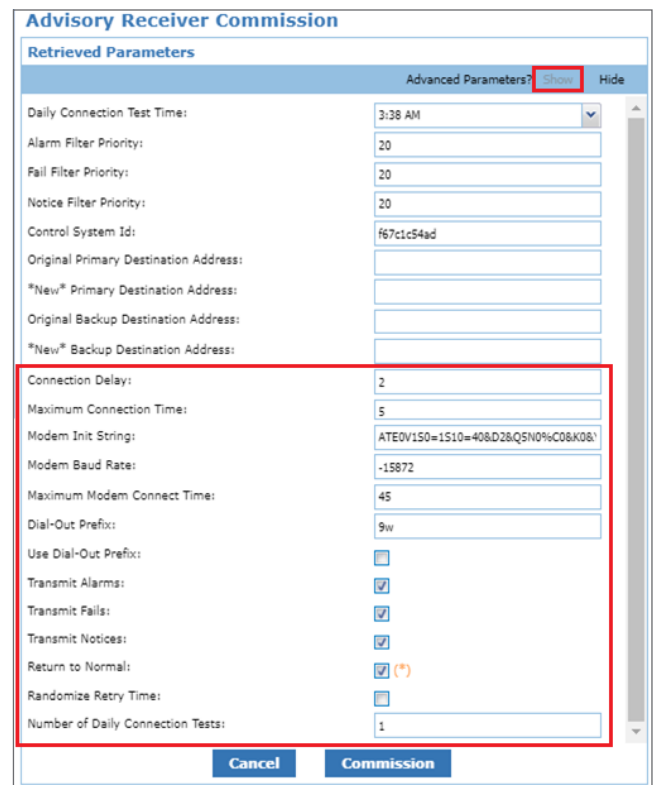 Advisory Receiver Commission
Retrieved Parameters
Advanced Parameters? Show Hide
Daily Connection Test Time: 3:38 AM
Alarm Filter Priority: 20
Fail Filter Priority: 20
Notice Filter Priority: 20
Control System Id: f67c1c54ad
Original Primary Destination Address:
*New* Primary Destination Address:
Original Backup Destination Address:
*New* Backup Destination Address:
Connection Delay: 2
Maximum Connection Time: 5
Modem Init String: ATE0V1S0=1S10=40&D2&Q5N0%C0&K0&
Modem Baud Rate: -15872
Maximum Modem Connect Time: 45
Dial-Out Prefix: 9w
Use Dial-Out Prefix:
Transmit Alarms:
Transmit Fails:
Transmit Notices:
Return to Normal: (*)
Randomize Retry Time:
Number of Daily Connection Tests: 1
Cancel Commission